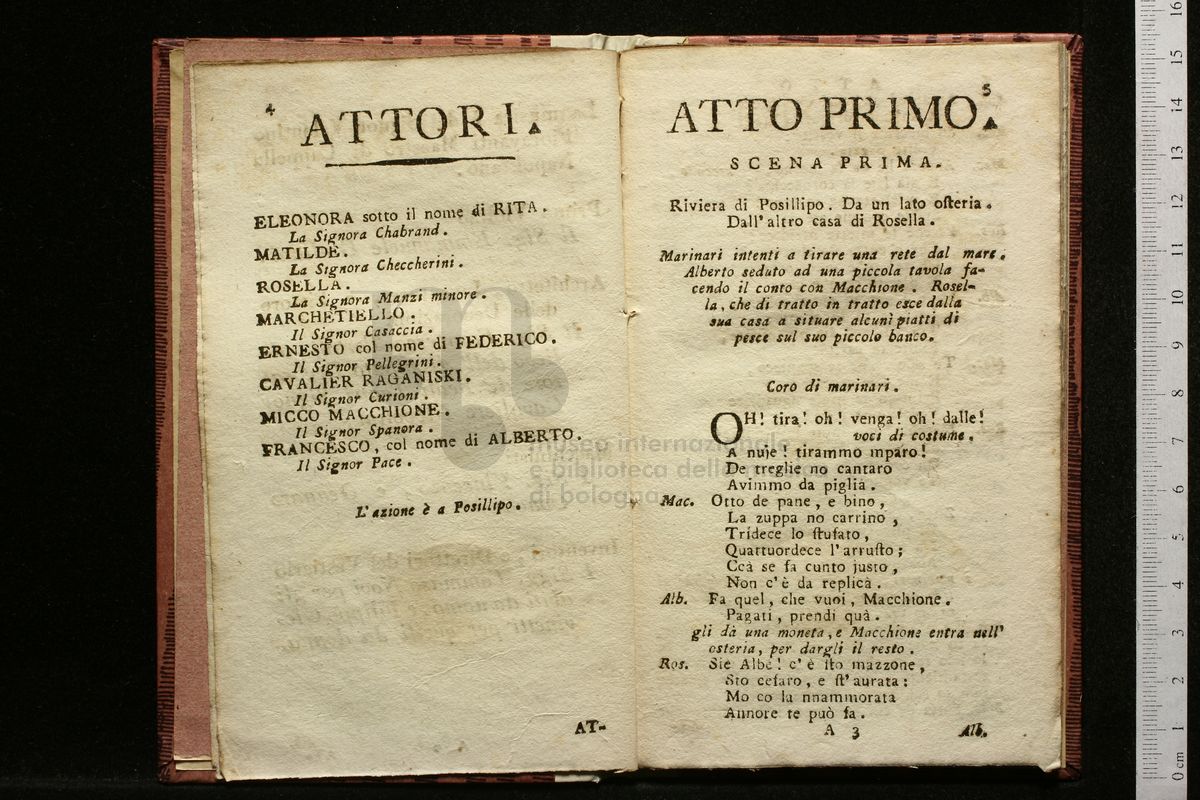 4
ATTORI.
ELEONORA sotto il nome di RITA.
La Signora Chabrand.
MATILDE.
La Signora Checcherini.
ROSELLA.
La Signora Manzi minore.
MARCHETIELLO.
Il Signor Casaccia.
ERNESTO col nome di FEDERICO.
Il Signor Pellegrini.
CAVALIER RAGANISKI.
Il Signor Curioni.
MICCO MACCHIONE.
Il Signor Spanora.
FRANCESCO, col nome di ALBERTO.
Il Signor Pace.
L'azione è a Posillipo.
AT-
5
ATTO PRIMO.
SCENA PRIMA.
Riviera di Posillipo. Da un lato osteria.
Dall'altro casa di Rosella.
Marinari intenti a tirare una rete dal mare.
Alberto seduto ad una piccola tavola fa-
cendo il conto con Macchione. Rosel-
la, che di tratto in tratto esce dalla
sua casa a situare alcuni piatti di
pesce sul suo piccolo banco.
Coro di marinari.
OH! tira! oh! venga! oh! dalle!
voci di costume.
A nuje! tirammo mparo!
De treglie no cantaro
Avimmo da piglià.
Mac. Otto de pane, e bino,
La zuppa no carrino,
Tridece lo stufato,
Quattuordece l'arrusto;
Ccà se fa cunto justo,
Non c'è da replicà.
Alb. Fa quel, che vuoi, Macchione.
Pagati, prendi quà.
gli dà una moneta, e Macchione entra nell'
osteria, per dargli il resto.
Ros. Sie Albè! c'è sto mazzone,
Sto cefaro, e st'aurata:
Mo co la nnammorata
Annore te può fa.
A 3
Alb.
museo internazionale
e biblioteca della musica
di bologna